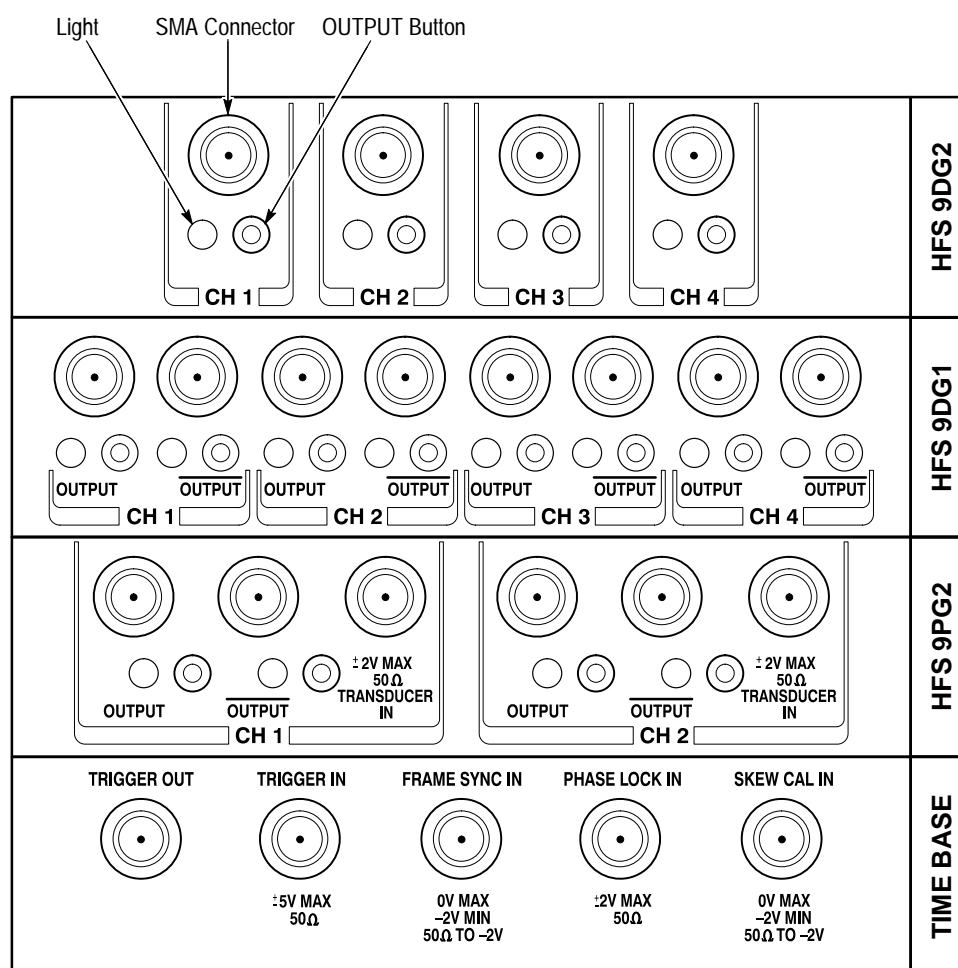 Light SMA Connector OUTPUT Button
HFS 9DG2
CH 1 CH 2 CH 3 CH 4
HFS 9DG1
OUTPUT OUTPUT OUTPUT OUTPUT OUTPUT OUTPUT OUTPUT OUTPUT
CH 1 CH 2 CH 3 CH 4
HFS 9PG2
± 2V MAX ± 2V MAX
50Ω 50Ω
TRANSDUCER TRANSDUCER
OUTPUT OUTPUT IN OUTPUT OUTPUT IN
CH 1 CH 2
TIME BASE
TRIGGER OUT TRIGGER IN FRAME SYNC IN PHASE LOCK IN SKEW CAL IN
±5V MAX 0V MAX ±2V MAX 0V MAX
50Ω –2V MIN 50Ω –2V MIN
50Ω TO –2V 50Ω TO –2V